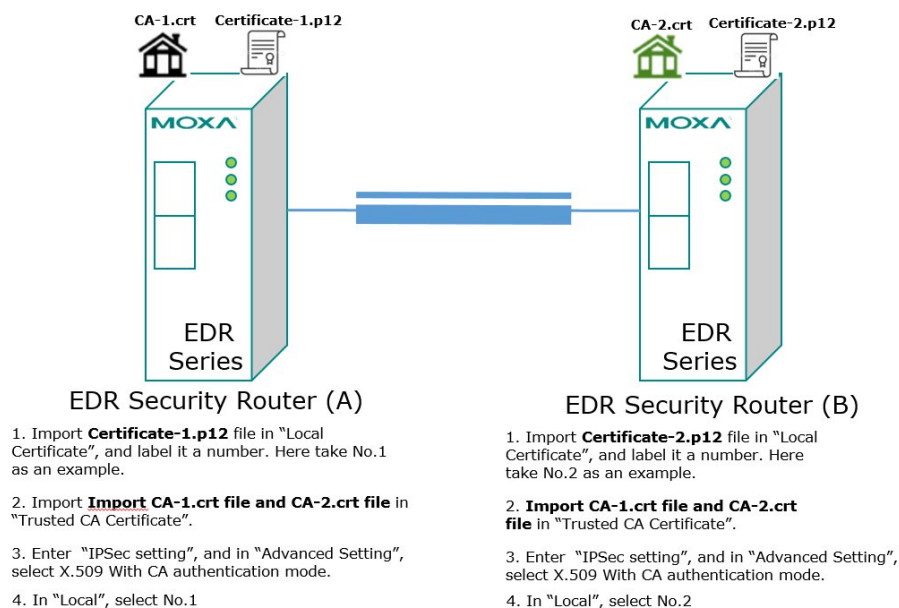 CA-1.crt Certificate-1.p12
CA-2.crt Certificate-2.p12
MOXA
MOXA
EDR
Series
EDR
Series
EDR Security Router (A)
1. Import Certificate-1.p12 file in “Local
Certificate”, and label it a number. Here take No.1
as an example.
2. Import Import CA-1.crt file and CA-2.crt file in
“Trusted CA Certificate”.
3. Enter “IPSec setting”, and in “Advanced Setting”,
select X.509 With CA authentication mode.
4. In “Local”, select No.1
EDR Security Router (B)
1. Import Certificate-2.p12 file in “Local
Certificate”, and label it a number. Here
take No.2 as an example.
2. Import CA-1.crt file and CA-2.crt
file in “Trusted CA Certificate”.
3. Enter “IPSec setting”, and in “Advanced Setting”,
select X.509 With CA authentication mode.
4. In “Local”, select No.2